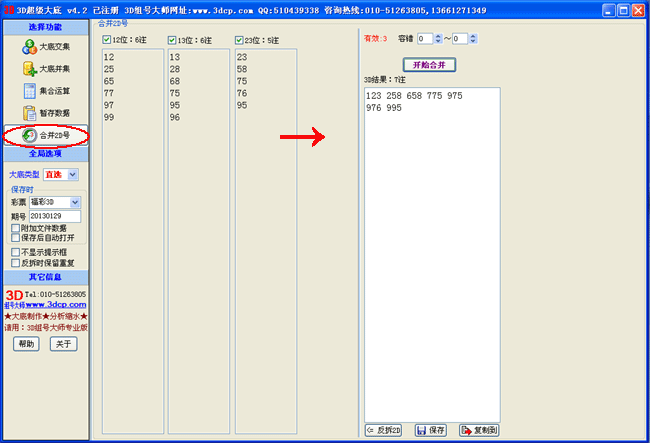 3D超级大底 v4.2 已注册 3D组号大师网址:www.3dcp.com QQ:510439338 咨询热线:010-51263805,13661271349
选择功能
大底交集
大底并集
集合运算
暂存数据
合并2D号
全局选项
大底类型 直选
保存时
彩票 福彩3D
期号 20130129
附加文件数据
保存后自动打开
不显示提示框
反拆时保留重复
其它信息
3D Tel:010-51263805
组号大师 www.3dcp.com
★大底制作★分析缩水★
请用:3D组号大师专业版
帮助 关于
合并2D号
12位:6注
12
25
65
77
97
99
13位:6注
13
28
58
75
95
96
23位:5注
23
58
75
76
95
有效:3 容错 0 ～ 0
开始合并
3D结果:7注
123 258 658 775 975
976 995
<= 反拆2D 保存 复制到